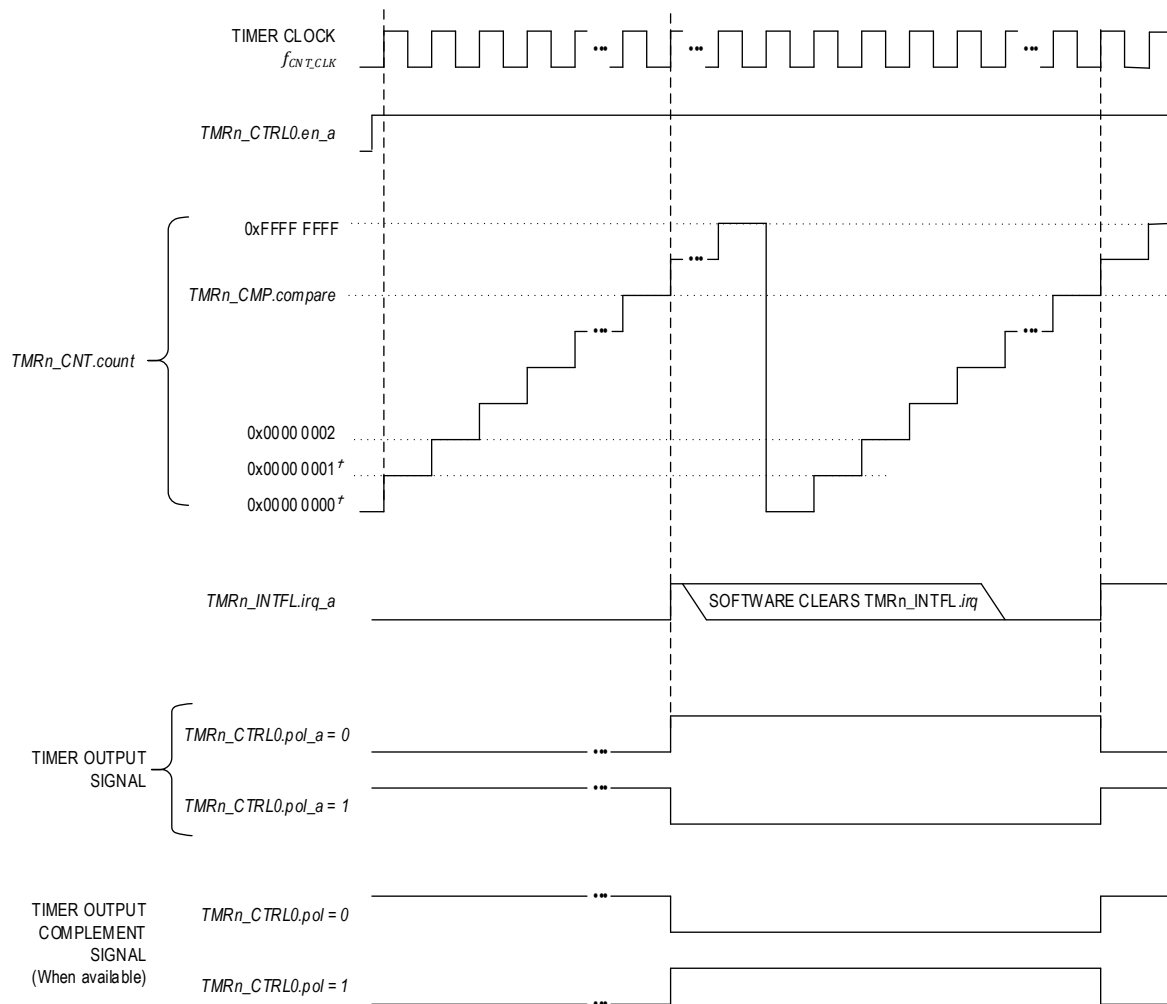 TIMER CLOCK
fCNT_CLK
TMRn_CTRL0.en_a
0xFFFF FFFF
TMRn_CMP.compare
TMRn_CNT.count
0x0000 0002
0x0000 0001†
0x0000 0000†
TMRn_INTFL.irq_a
SOFTWARE CLEARS TMRn_INTFL.irq
TIMER OUTPUT
SIGNAL
TMRn_CTRL0.pol_a = 0
TMRn_CTRL0.pol_a = 1
TIMER OUTPUT
COMPLEMENT
SIGNAL
(When available)
TMRn_CTRL0.pol = 0
TMRn_CTRL0.pol = 1